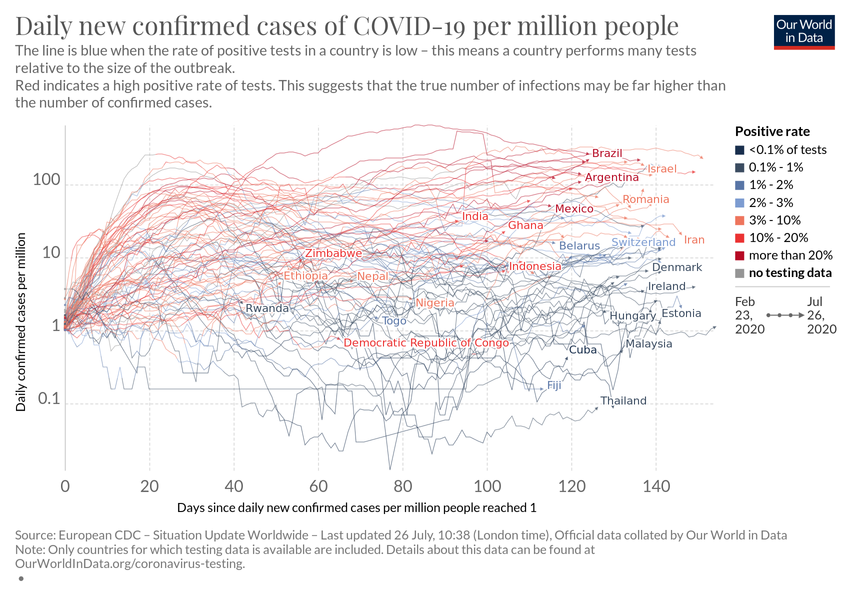 Daily new confirmed cases of COVID-19 per million people
Our World
in Data
The line is blue when the rate of positive tests in a country is low – this means a country performs many tests
relative to the size of the outbreak.
Red indicates a high positive rate of tests. This suggests that the true number of infections may be far higher than
the number of confirmed cases.
Positive rate
<0.1% of tests
0.1% - 1%
1% - 2%
2% - 3%
3% - 10%
10% - 20%
more than 20%
no testing data
Feb
23,
2020
Jul
26,
2020
Daily confirmed cases per million
100
10
1
0.1
Brazil
Israel
Argentina
Romania
Mexico
India
Ghana
Iran
Switzerland
Belarus
Zimbabwe
Indonesia
Denmark
Ethiopia
Nepal
Ireland
Nigeria
Rwanda
Estonia
Hungary
Togo
Democratic Republic of Congo
Malaysia
Cuba
Fiji
Thailand
0
20
40
60
80
100
120
140
Days since daily new confirmed cases per million people reached 1
Source: European CDC – Situation Update Worldwide – Last updated 26 July, 10:38 (London time), Official data collated by Our World in Data
Note: Only countries for which testing data is available are included. Details about this data can be found at
OurWorldInData.org/coronavirus-testing.